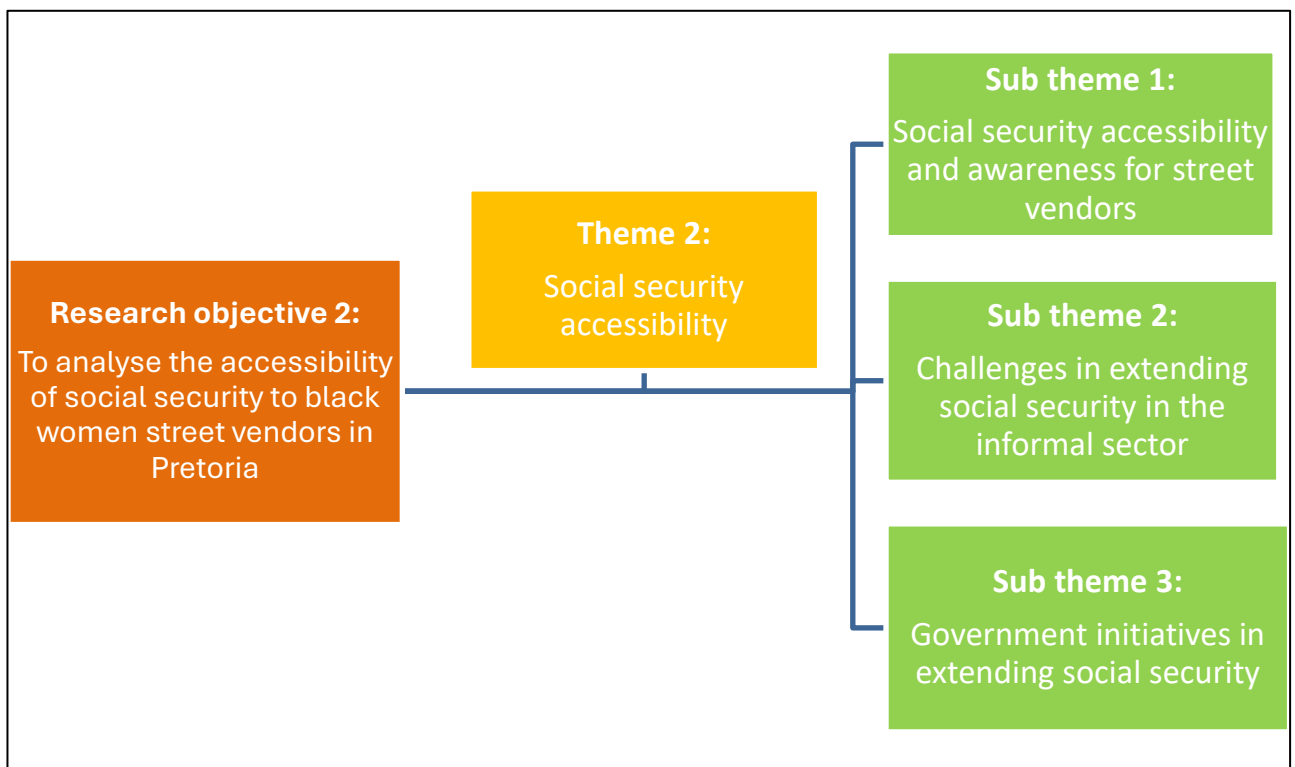 Research objective 2:
To analyse the accessibility
of social security to black
women street vendors in
Pretoria
Theme 2:
Social security
accessibility
Sub theme 1:
Social security accessibility
and awareness for street
vendors
Sub theme 2:
Challenges in extending
social security in the
informal sector
Sub theme 3:
Government initiatives in
extending social security